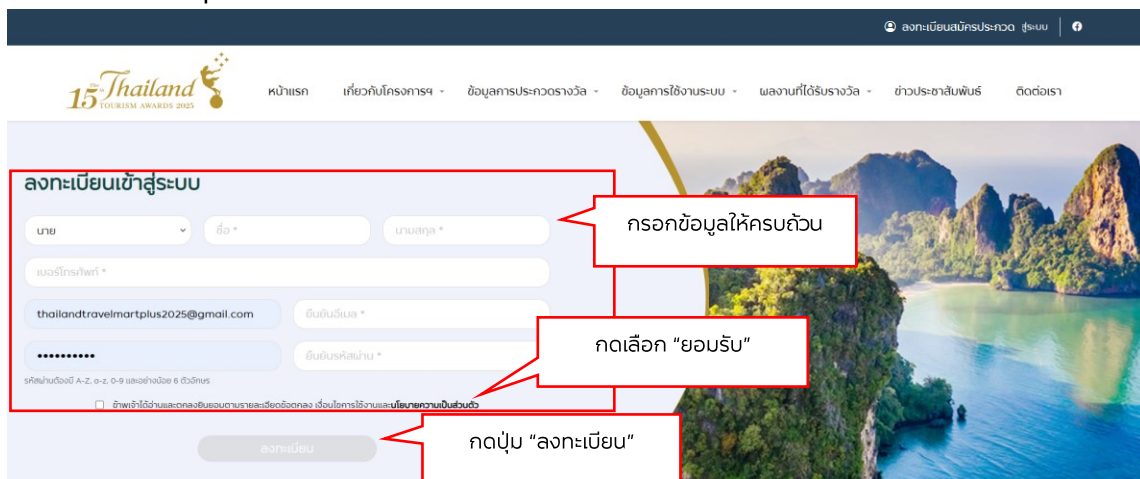 ลงทะเบียนสมัครประกวด สู่ระบบ
The
15th Thailand
TOURISM AWARDS 2025
หน้าแรก เกี่ยวกับโครงการฯ ข้อมูลการประกวดรางวัล ข้อมูลการใช้งานระบบ ผลงานที่ได้รับรางวัล ข่าวประชาสัมพันธ์ ติดต่อเรา
ลงทะเบียนเข้าสู่ระบบ
นาย ชื่อ * นามสกุล *
กรอกข้อมูลให้ครบถ้วน
เบอร์โทรศัพท์ *
thailandtravelmartplus2025@gmail.com ยืนยันอีเมล *
•••••••••• ยืนยันรหัสผ่าน *
กดเลือก “ยอมรับ”
รหัสผ่านต้องมี A-Z, a-z, 0-9 และอย่างน้อย 6 ตัวอักษร
ข้าพเจ้าได้อ่านและตกลงยินยอมตามรายละเอียดข้อตกลง เงื่อนไขการใช้งานและนโยบายความเป็นส่วนตัว
ลงทะเบียน
กดปุ่ม “ลงทะเบียน”